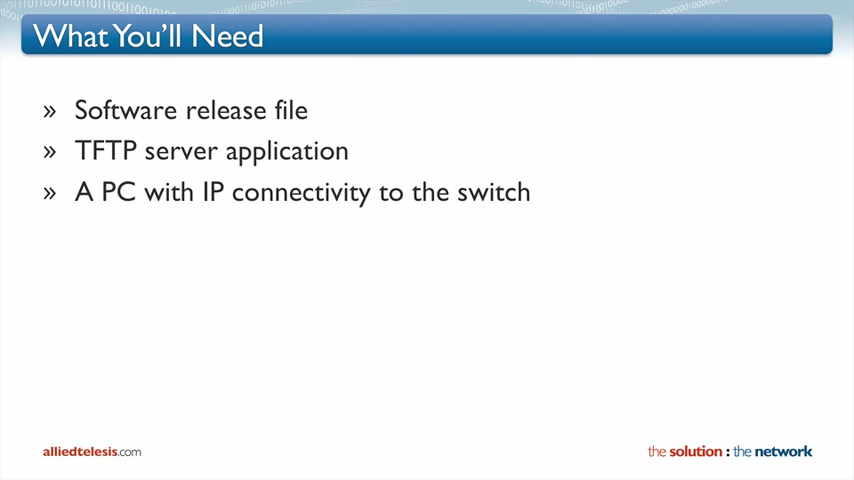 What You'll Need
» Software release file
» TFTP server application
» A PC with IP connectivity to the switch
alliedtelesis.com
the solution : the network